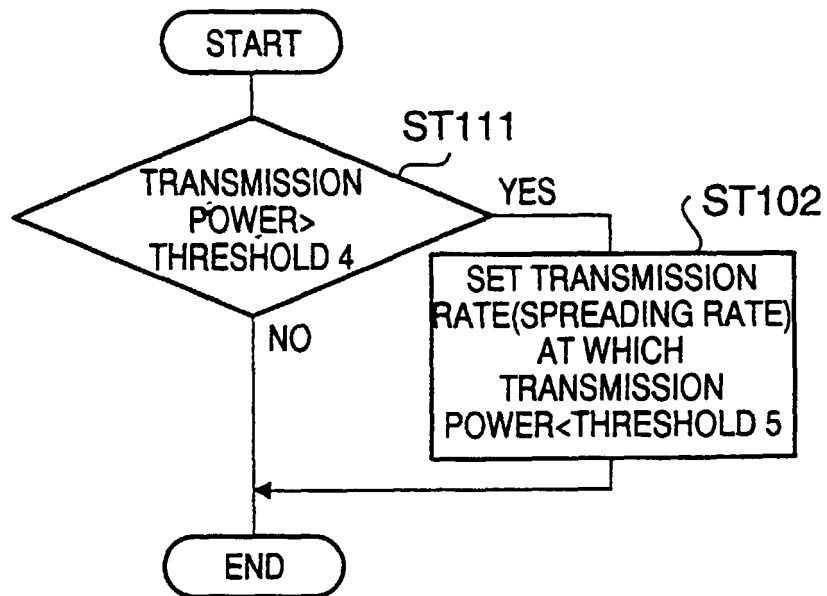 START
ST111
TRANSMISSION
POWER>
THRESHOLD 4
YES
ST102
SET TRANSMISSION
RATE(SPREADING RATE)
AT WHICH
TRANSMISSION
POWER<THRESHOLD 5
NO
END